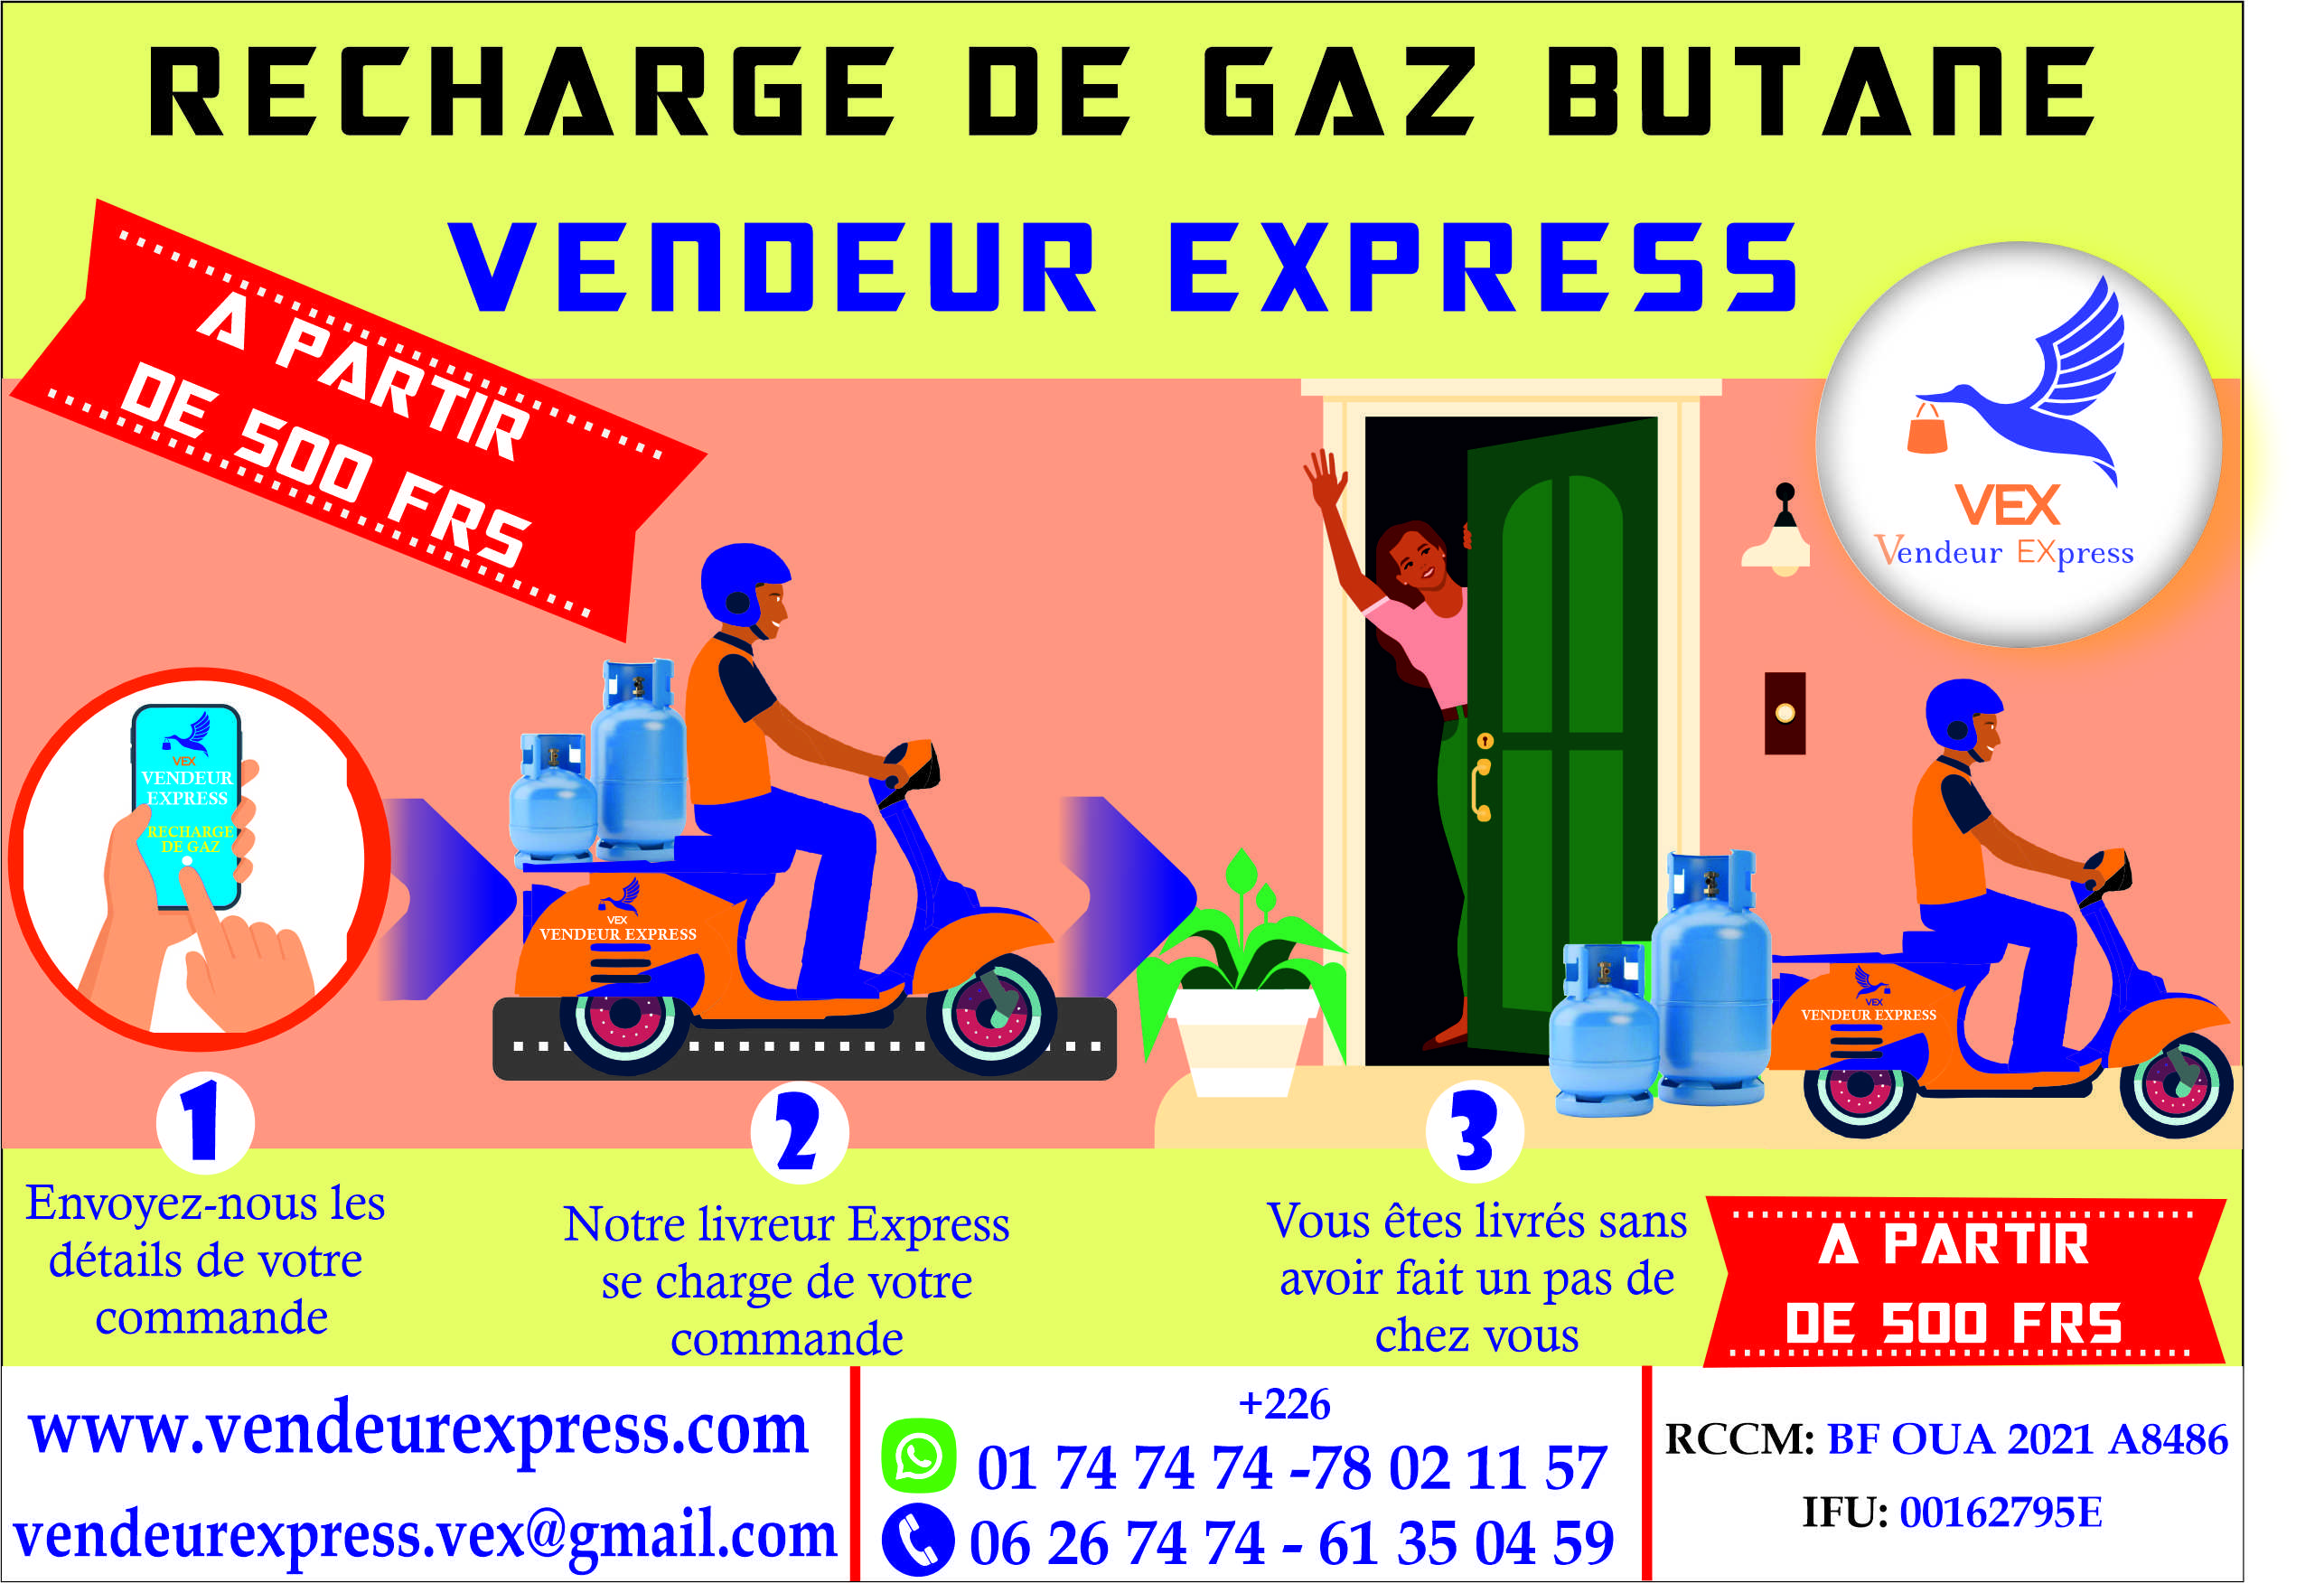 RECHARGE DE GAZ BUTANE
VENDEUR EXPRESS
A PARTIR
DE 500 FRS
VEX
Vendeur EXpress
VEX
VENDEUR
EXPRESS
RECHARGE
DE GAZ
VEX
VENDEUR EXPRESS
VEX
VENDEUR EXPRESS
1
Envoyez-nous les
détails de votre
commande
2
Notre livreur Express
se charge de votre
commande
3
Vous êtes livrés sans
avoir fait un pas de
chez vous
A PARTIR
DE 500 FRS
www.vendeurexpress.com
vendeurexpress.vex@gmail.com
+226
01 74 74 74 -78 02 11 57
06 26 74 74 - 61 35 04 59
RCCM: BF OUA 2021 A8486
IFU: 00162795E